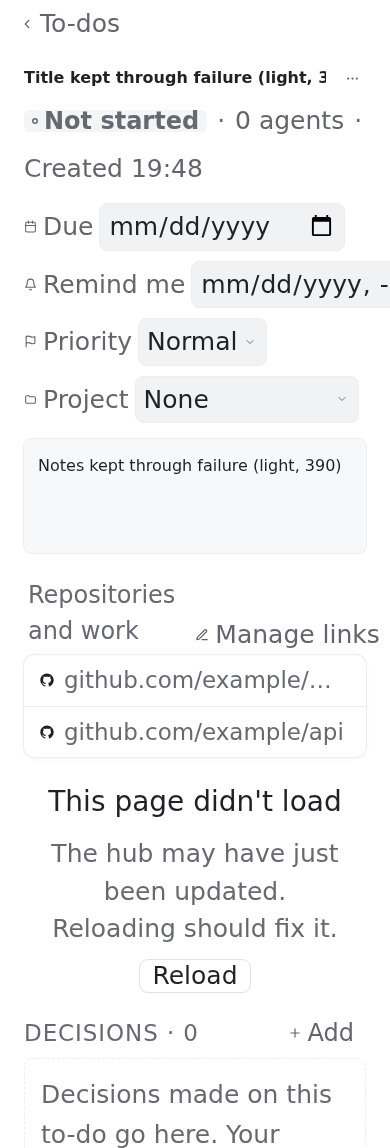 To-dos
Title kept through failure (light, 3
Not started · 0 agents ·
Created 19:48
Due mm/dd/yyyy
Remind me mm/dd/yyyy, -
Priority Normal
Project None
Notes kept through failure (light, 390)
Repositories
and work
Manage links
github.com/example/...
github.com/example/api
This page didn't load
The hub may have just
been updated.
Reloading should fix it.
Reload
DECISIONS · 0 + Add
Decisions made on this
to-do go here. Your